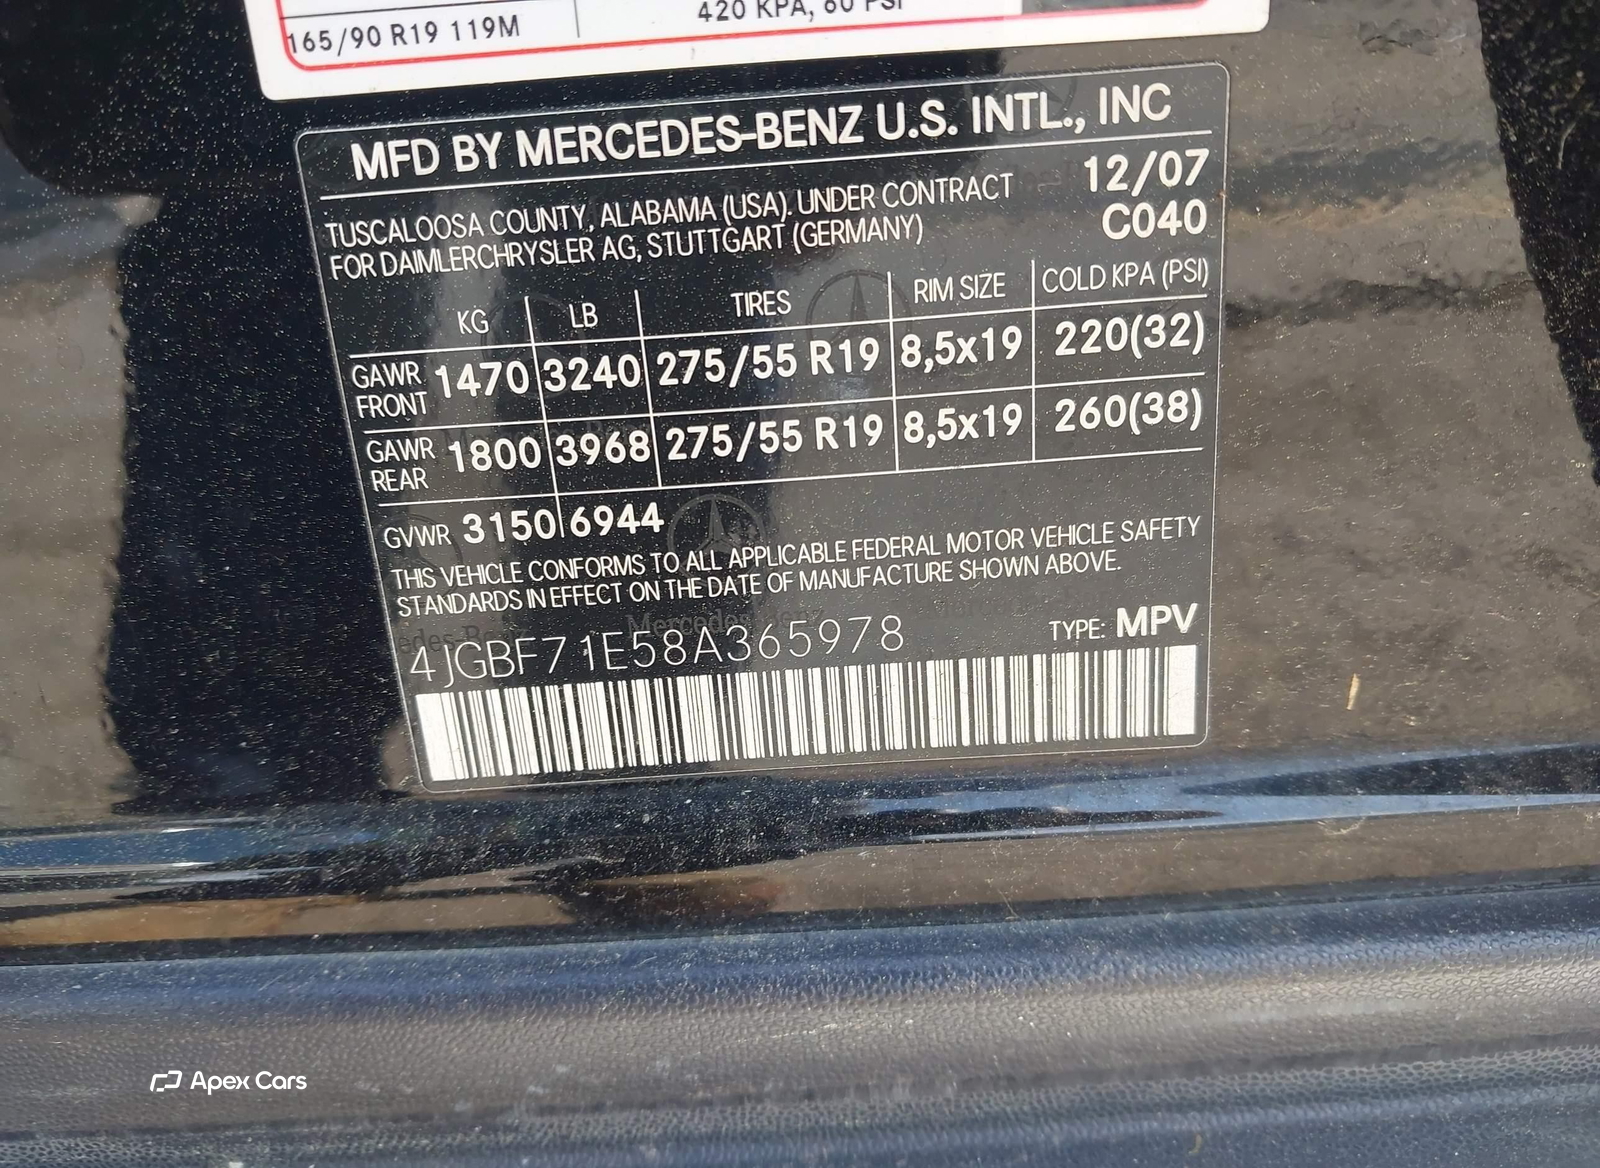 165/90 R19 119M
420 KPA, 60 PSI
MFD BY MERCEDES-BENZ U.S. INTL., INC
TUSCALOOSA COUNTY, ALABAMA (USA). UNDER CONTRACT
FOR DAIMLERCHRYSLER AG, STUTTGART (GERMANY)
12/07
C040
KG LB TIRES RIM SIZE COLD KPA (PSI)
GAWR FRONT 1470 3240 275/55 R19 8,5x19 220(32)
GAWR REAR 1800 3968 275/55 R19 8,5x19 260(38)
GVWR 3150 6944
THIS VEHICLE CONFORMS TO ALL APPLICABLE FEDERAL MOTOR VEHICLE SAFETY
STANDARDS IN EFFECT ON THE DATE OF MANUFACTURE SHOWN ABOVE.
Mercedes-Benz
4JGBF71E58A365978
TYPE: MPV
Apex Cars